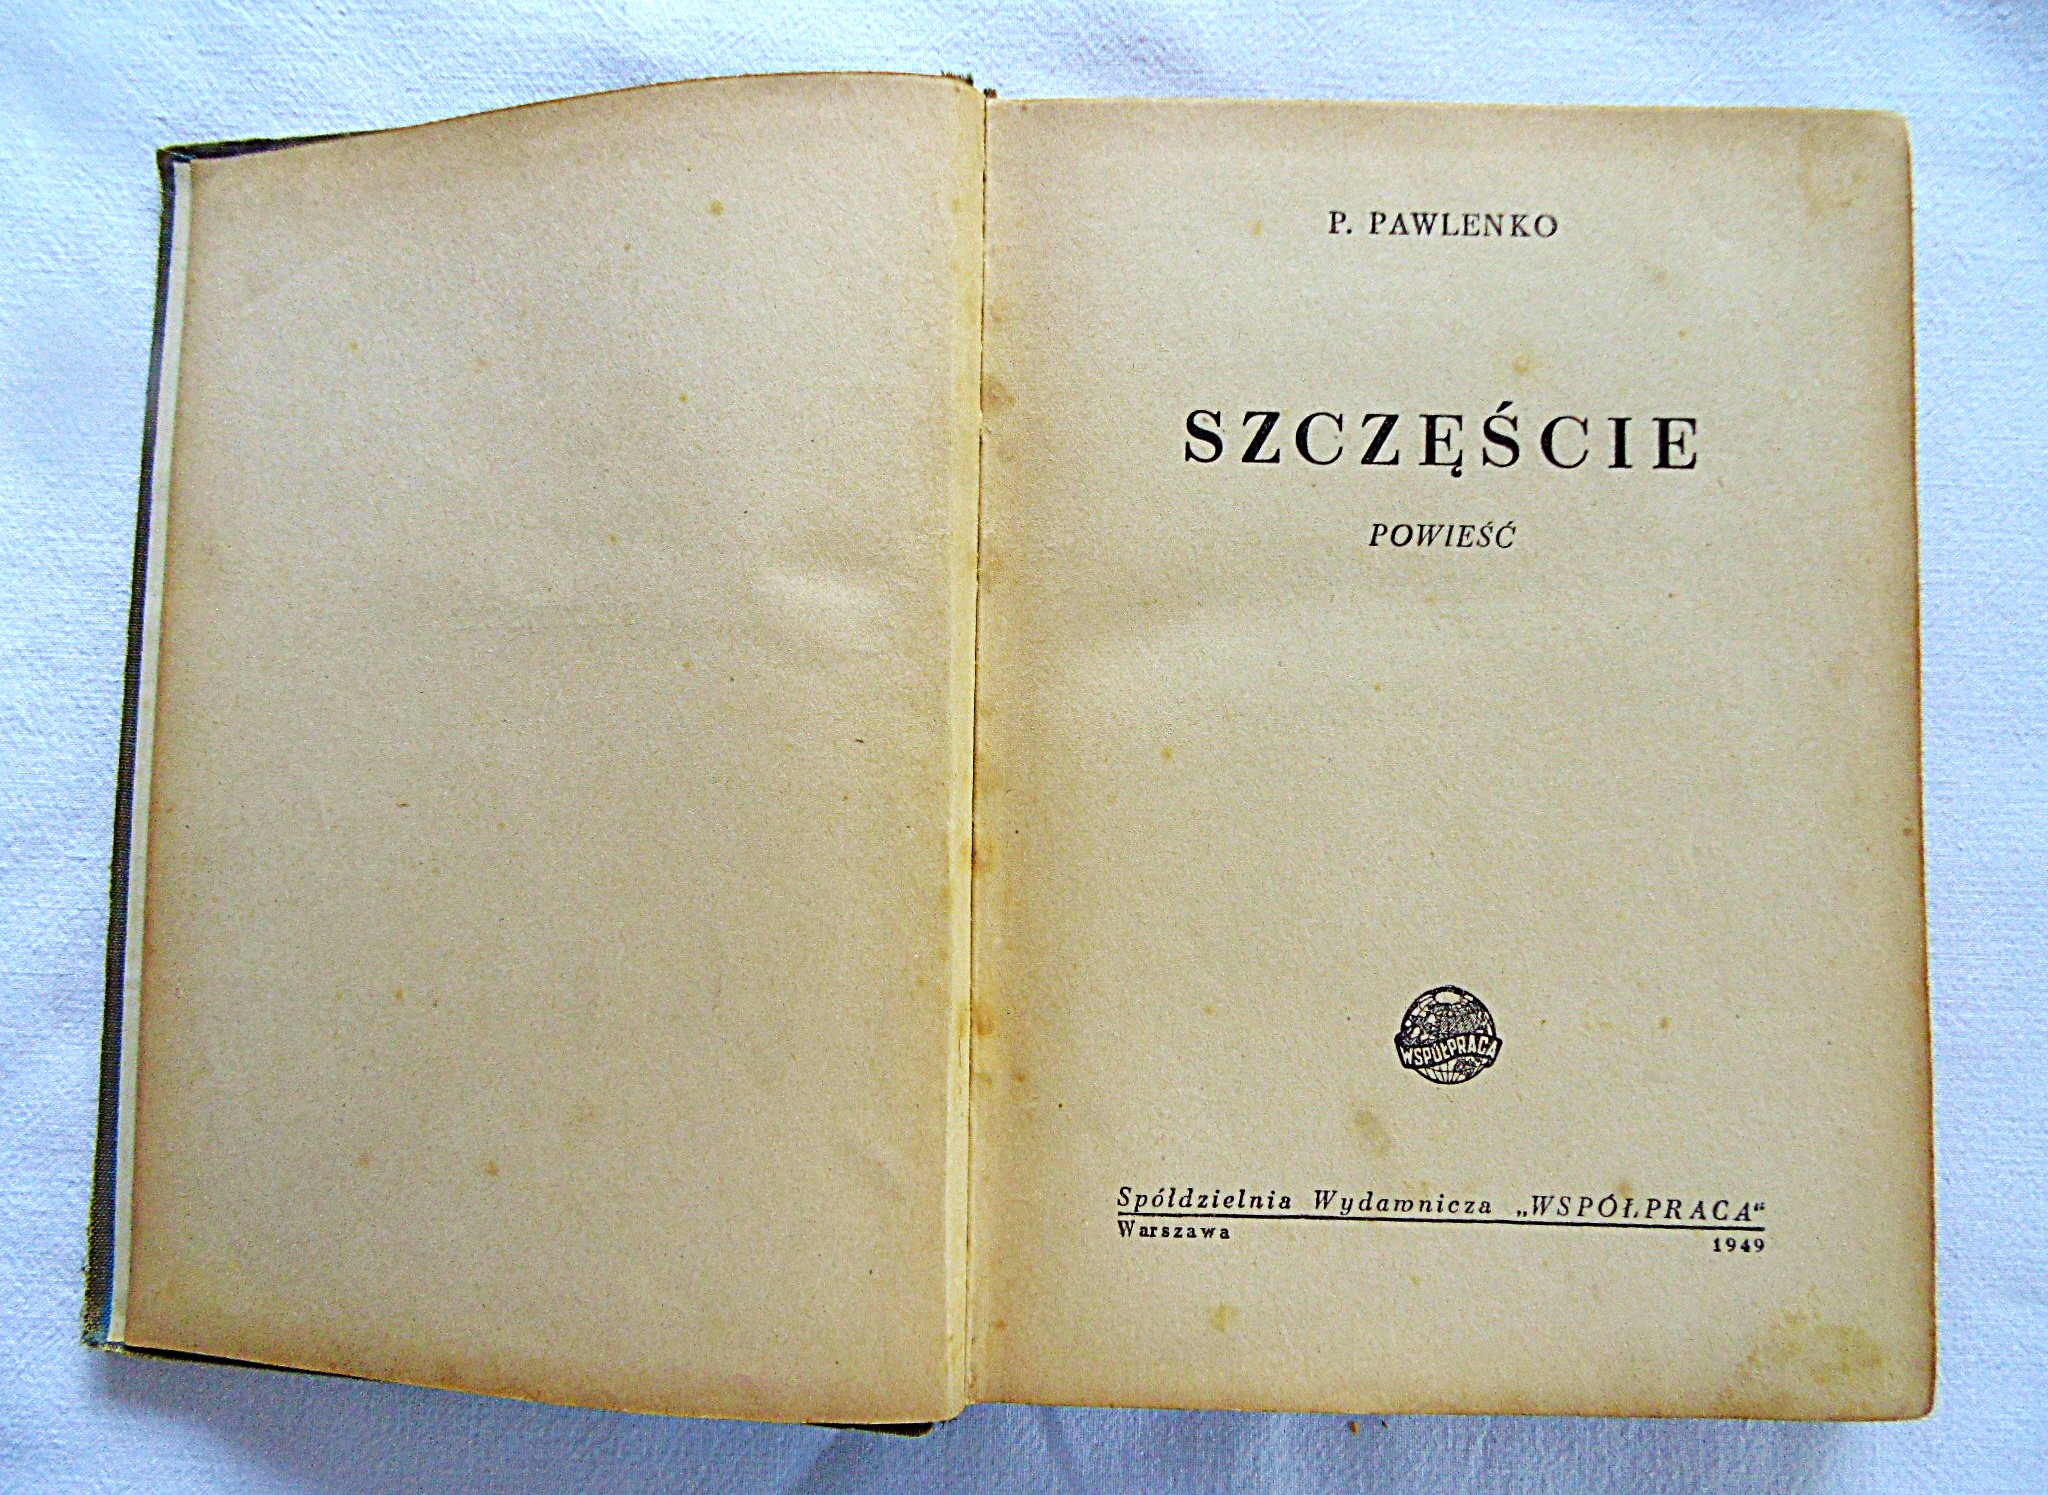 P. PAWLENKO
SZCZĘŚCIE
POWIEŚĆ
WSPÓŁPRACA
Spółdzielnia Wydawnicza „WSPÓŁPRACA“
Warszawa
1949